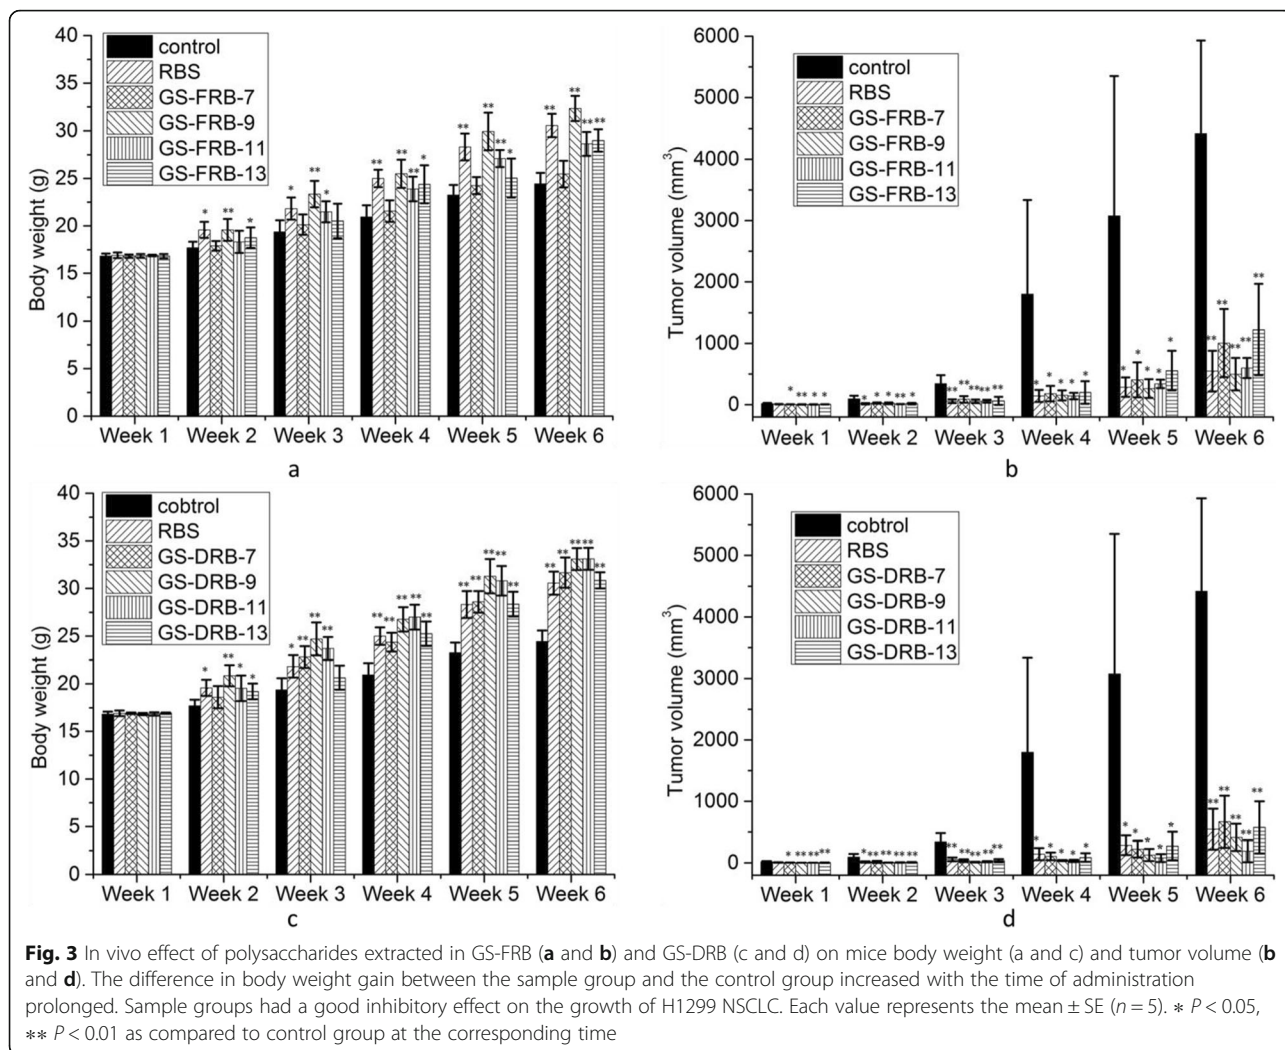 40
35
30
25
20
15
10
5
0
Body weight (g)
control
RBS
GS-FRB-7
GS-FRB-9
GS-FRB-11
GS-FRB-13
* ** *
* ** *
** ** ** *
** ** ** *
** ** ** **
Week 1 Week 2 Week 3 Week 4 Week 5 Week 6
a
6000
5000
4000
3000
2000
1000
0
Tumor volume (mm³)
control
RBS
GS-FRB-7
GS-FRB-9
GS-FRB-11
GS-FRB-13
* ** * *
* * * ** *
** ** ** ** **
* * * * *
* * * * *
** ** ** ** **
Week 1 Week 2 Week 3 Week 4 Week 5 Week 6
b
40
35
30
25
20
15
10
5
0
Body weight (g)
cobtrol
RBS
GS-DRB-7
GS-DRB-9
GS-DRB-11
GS-DRB-13
* ** * *
* ** ** **
** ** ** ** **
** ** ** ** **
** ** ** ** **
Week 1 Week 2 Week 3 Week 4 Week 5 Week 6
c
6000
5000
4000
3000
2000
1000
0
Tumor volume (mm³)
cobtrol
RBS
GS-DRB-7
GS-DRB-9
GS-DRB-11
GS-DRB-13
* ** ** **
* ** ** ** **
** ** ** ** **
* * * * *
* * * * *
** ** ** ** **
Week 1 Week 2 Week 3 Week 4 Week 5 Week 6
d
Fig. 3 In vivo effect of polysaccharides extracted in GS-FRB (a and b) and GS-DRB (c and d) on mice body weight (a and c) and tumor volume (b
and d). The difference in body weight gain between the sample group and the control group increased with the time of administration
prolonged. Sample groups had a good inhibitory effect on the growth of H1299 NSCLC. Each value represents the mean ± SE (n = 5). ∗ P < 0.05,
∗∗ P < 0.01 as compared to control group at the corresponding time